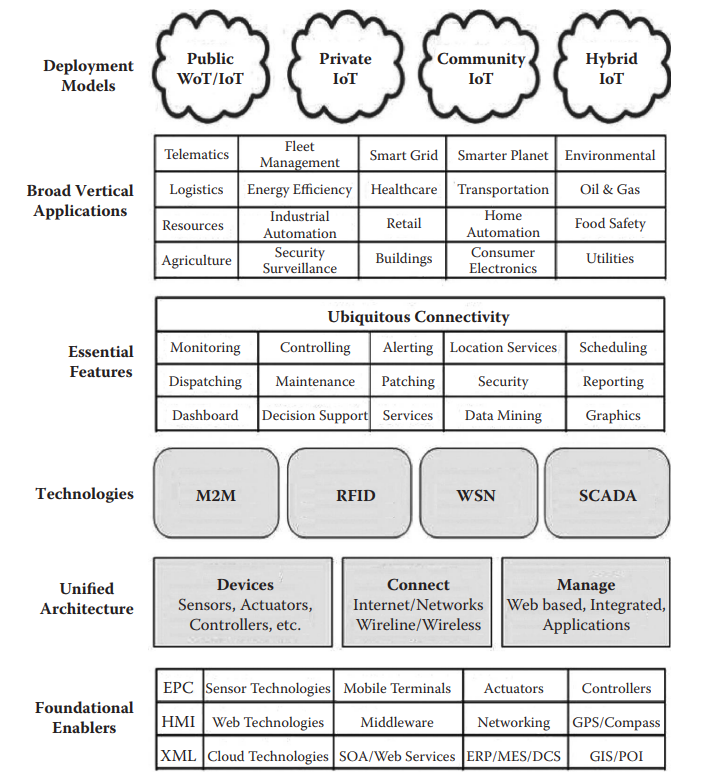 Deployment Models
Public WoT/IoT
Private IoT
Community IoT
Hybrid IoT
Broad Vertical Applications
Telematics
Fleet Management
Smart Grid
Smarter Planet
Environmental
Logistics
Energy Efficiency
Healthcare
Transportation
Oil & Gas
Resources
Industrial Automation
Retail
Home Automation
Food Safety
Agriculture
Security Surveillance
Buildings
Consumer Electronics
Utilities
Essential Features
Ubiquitous Connectivity
Monitoring
Controlling
Alerting
Location Services
Scheduling
Dispatching
Maintenance
Patching
Security
Reporting
Dashboard
Decision Support
Services
Data Mining
Graphics
Technologies
M2M
RFID
WSN
SCADA
Unified Architecture
Devices
Sensors, Actuators,
Controllers, etc.
Connect
Internet/Networks
Wireline/Wireless
Manage
Web based, Integrated,
Applications
Foundational Enablers
EPC
Sensor Technologies
Mobile Terminals
Actuators
Controllers
HMI
Web Technologies
Middleware
Networking
GPS/Compass
XML
Cloud Technologies
SOA/Web Services
ERP/MES/DCS
GIS/POI